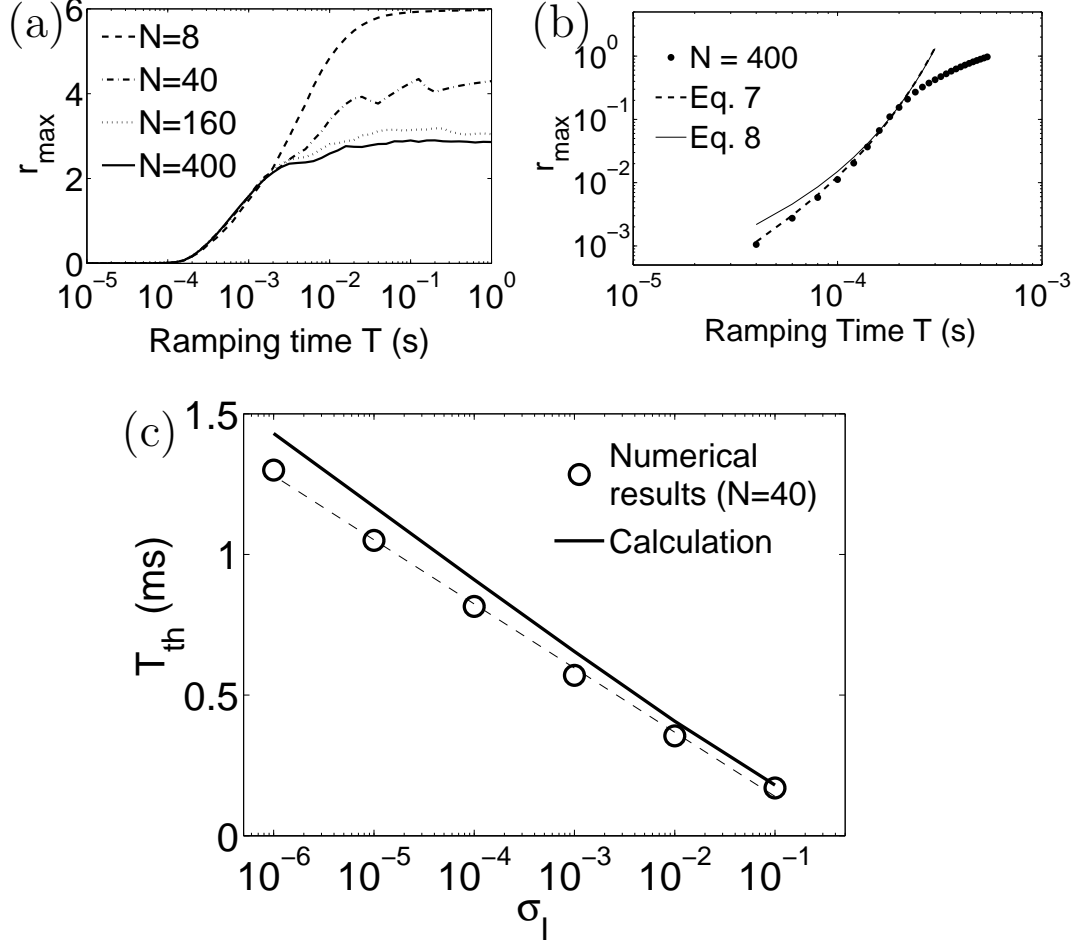 (a)
6
4
2
0
r_max
N=8
N=40
N=160
N=400
10^−5
10^−4
10^−3
10^−2
10^−1
10^0
Ramping time T (s)
(b)
10^0
10^−1
10^−2
10^−3
r_max
N = 400
Eq. 7
Eq. 8
10^−5
10^−4
10^−3
Ramping Time T (s)
(c)
1.5
1
0.5
0
T_th (ms)
Numerical
results (N=40)
Calculation
10^−6
10^−5
10^−4
10^−3
10^−2
10^−1
σ_I